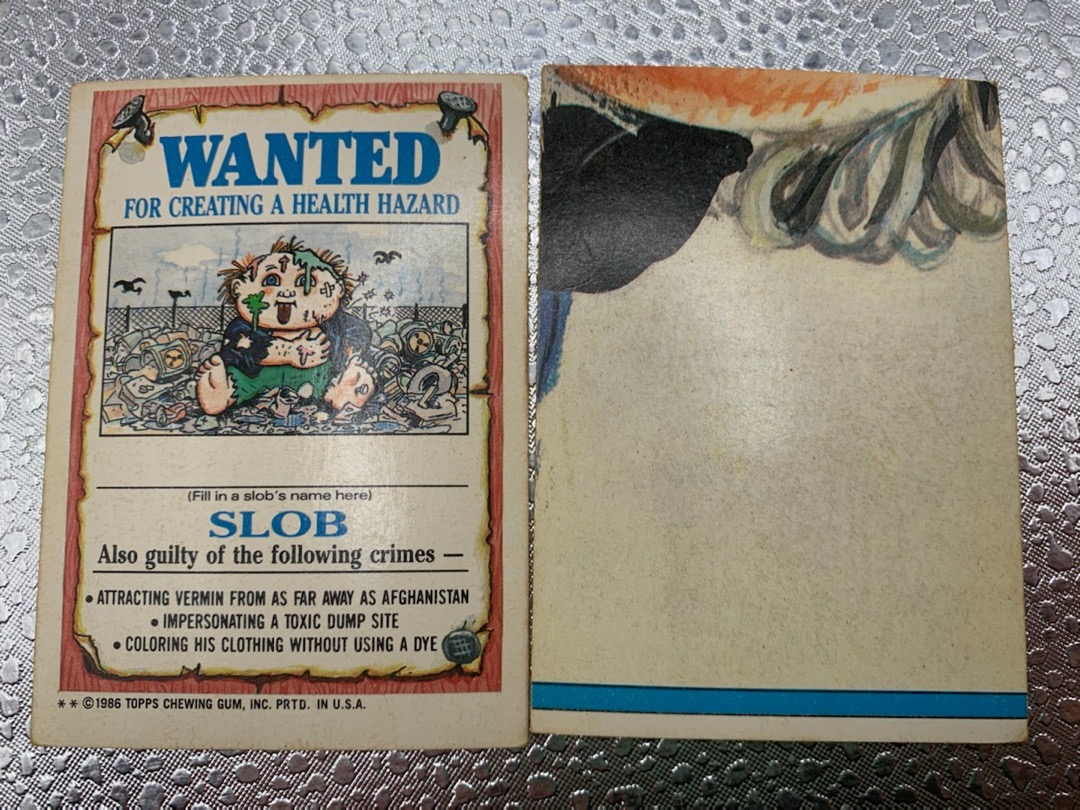 WANTED
FOR CREATING A HEALTH HAZARD
(Fill in a slob's name here)
SLOB
Also guilty of the following crimes —
• ATTRACTING VERMIN FROM AS FAR AWAY AS AFGHANISTAN
• IMPERSONATING A TOXIC DUMP SITE
• COLORING HIS CLOTHING WITHOUT USING A DYE
** ©1986 TOPPS CHEWING GUM, INC. PRTD. IN U.S.A.